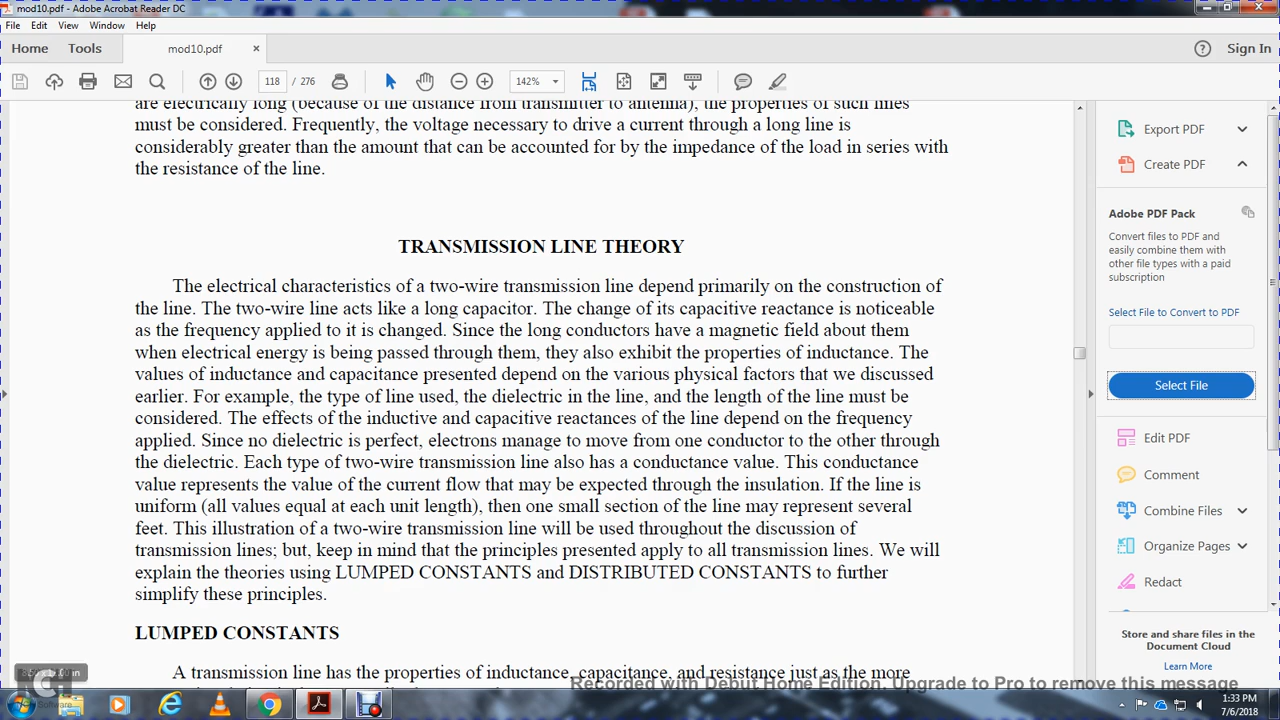 mod10.pdf - Adobe Acrobat Reader DC
File Edit View Window Help
Home Tools mod10.pdf × Sign In
118 / 276 142%
are electrically long (because of the distance from transmitter to antenna), the properties of such lines
must be considered. Frequently, the voltage necessary to drive a current through a long line is
considerably greater than the amount that can be accounted for by the impedance of the load in series with
the resistance of the line.
TRANSMISSION LINE THEORY
The electrical characteristics of a two-wire transmission line depend primarily on the construction of
the line. The two-wire line acts like a long capacitor. The change of its capacitive reactance is noticeable
as the frequency applied to it is changed. Since the long conductors have a magnetic field about them
when electrical energy is being passed through them, they also exhibit the properties of inductance. The
values of inductance and capacitance presented depend on the various physical factors that we discussed
earlier. For example, the type of line used, the dielectric in the line, and the length of the line must be
considered. The effects of the inductive and capacitive reactances of the line depend on the frequency
applied. Since no dielectric is perfect, electrons manage to move from one conductor to the other through
the dielectric. Each type of two-wire transmission line also has a conductance value. This conductance
value represents the value of the current flow that may be expected through the insulation. If the line is
uniform (all values equal at each unit length), then one small section of the line may represent several
feet. This illustration of a two-wire transmission line will be used throughout the discussion of
transmission lines; but, keep in mind that the principles presented apply to all transmission lines. We will
explain the theories using LUMPED CONSTANTS and DISTRIBUTED CONSTANTS to further
simplify these principles.
LUMPED CONSTANTS
A transmission line has the properties of inductance, capacitance, and resistance just as the more
Export PDF
Create PDF
Adobe PDF Pack
Convert files to PDF and
easily combine them with
other file types with a paid
subscription
Select File to Convert to PDF
Select File
Edit PDF
Comment
Combine Files
Organize Pages
Redact
Store and share files in the
Document Cloud
Learn More
Recorded with Debut Home Edition. Upgrade to Pro to remove this message
1:33 PM
7/6/2018